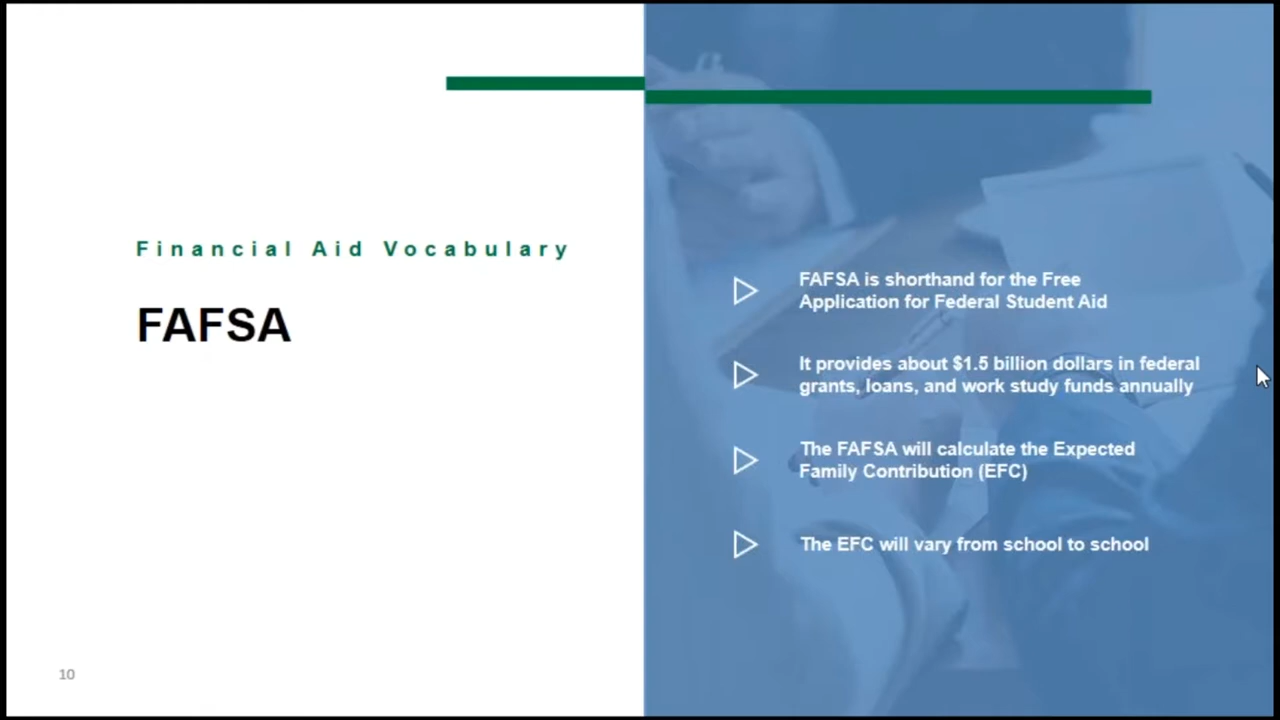 Financial Aid Vocabulary
FAFSA
FAFSA is shorthand for the Free
Application for Federal Student Aid
It provides about $1.5 billion dollars in federal
grants, loans, and work study funds annually
The FAFSA will calculate the Expected
Family Contribution (EFC)
The EFC will vary from school to school
10